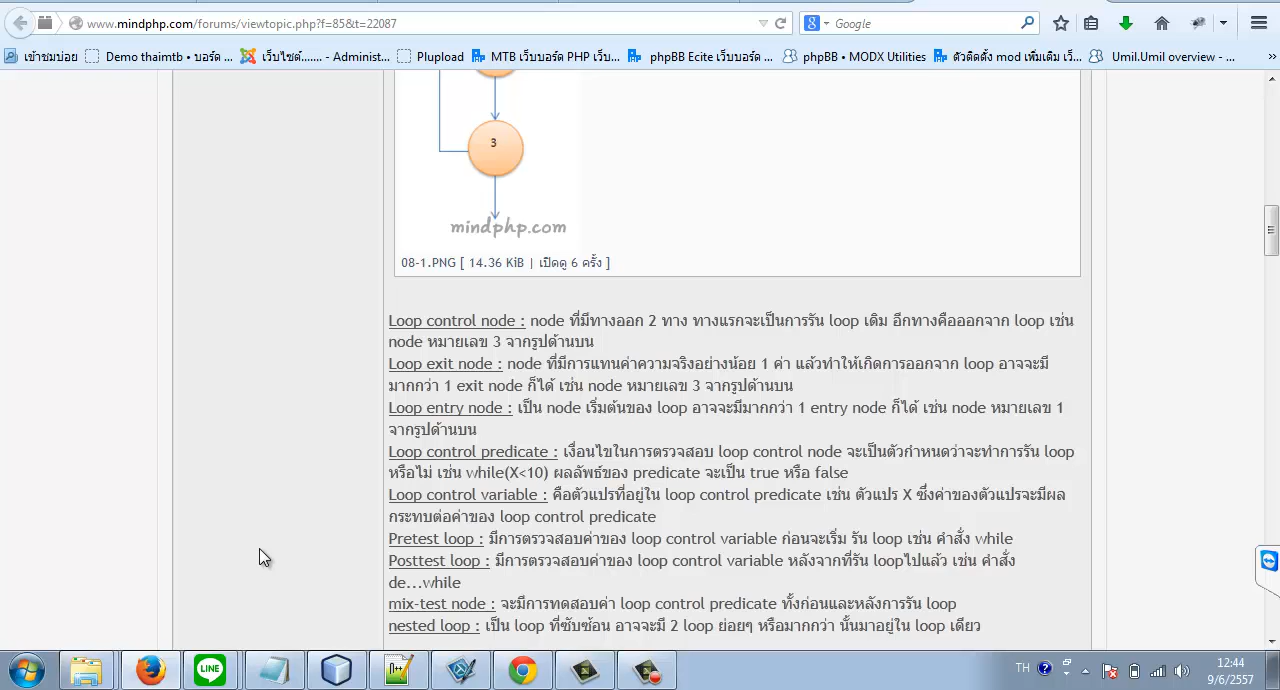 www.mindphp.com/forums/viewtopic.php?f=85&t=22087
Google
เข้าชมบ่อย
Demo thaimtb • บอร์ด ...
เว็บไซต์....... - Administ...
Plupload
MTB เว็บบอร์ด PHP เว็บ...
phpBB Ecite เว็บบอร์ด ...
phpBB • MODX Utilities
ตัวติดตั้ง mod เพิ่มเติม เว็...
Umil.Umil overview - ...
3
mindphp.com
08-1.PNG [ 14.36 KiB | เปิดดู 6 ครั้ง ]
Loop control node : node ที่มีทางออก 2 ทาง ทางแรกจะเป็นการรัน loop เดิม อีกทางคือออกจาก loop เช่น
node หมายเลข 3 จากรูปด้านบน
Loop exit node : node ที่มีการแทนค่าความจริงอย่างน้อย 1 ค่า แล้วทำให้เกิดการออกจาก loop อาจจะมี
มากกว่า 1 exit node ก็ได้ เช่น node หมายเลข 3 จากรูปด้านบน
Loop entry node : เป็น node เริ่มต้นของ loop อาจจะมีมากกว่า 1 entry node ก็ได้ เช่น node หมายเลข 1
จากรูปด้านบน
Loop control predicate : เงื่อนไขในการตรวจสอบ loop control node จะเป็นตัวกำหนดว่าจะทำการรัน loop
หรือไม่ เช่น while(X<10) ผลลัพธ์ของ predicate จะเป็น true หรือ false
Loop control variable : คือตัวแปรที่อยู่ใน loop control predicate เช่น ตัวแปร X ซึ่งค่าของตัวแปรจะมีผล
กระทบต่อค่าของ loop control predicate
Pretest loop : มีการตรวจสอบค่าของ loop control variable ก่อนจะเริ่ม รัน loop เช่น คำสั่ง while
Posttest loop : มีการตรวจสอบค่าของ loop control variable หลังจากที่รัน loopไปแล้ว เช่น คำสั่ง
de...while
mix-test node : จะมีการทดสอบค่า loop control predicate ทั้งก่อนและหลังการรัน loop
nested loop : เป็น loop ที่ซับซ้อน อาจจะมี 2 loop ย่อยๆ หรือมากกว่า นั้นมาอยู่ใน loop เดียว
LINE
TH
12:44
9/6/2557